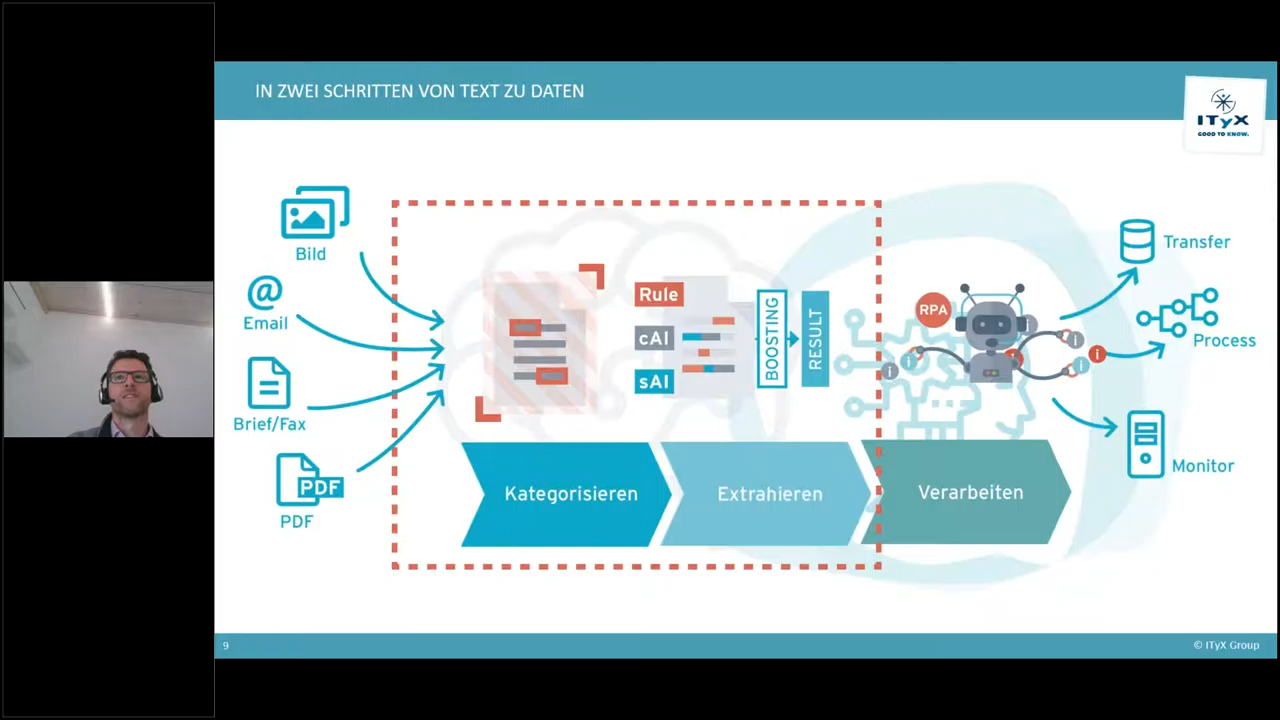 IN ZWEI SCHRITTEN VON TEXT ZU DATEN
ITyX
GOOD TO KNOW.
Bild
Email
Brief/Fax
PDF
PDF
Rule
cAI
sAI
BOOSTING
RESULT
RPA
i
i
i
i
i
i
i
Transfer
Process
Monitor
Kategorisieren
Extrahieren
Verarbeiten
9
© ITyX Group